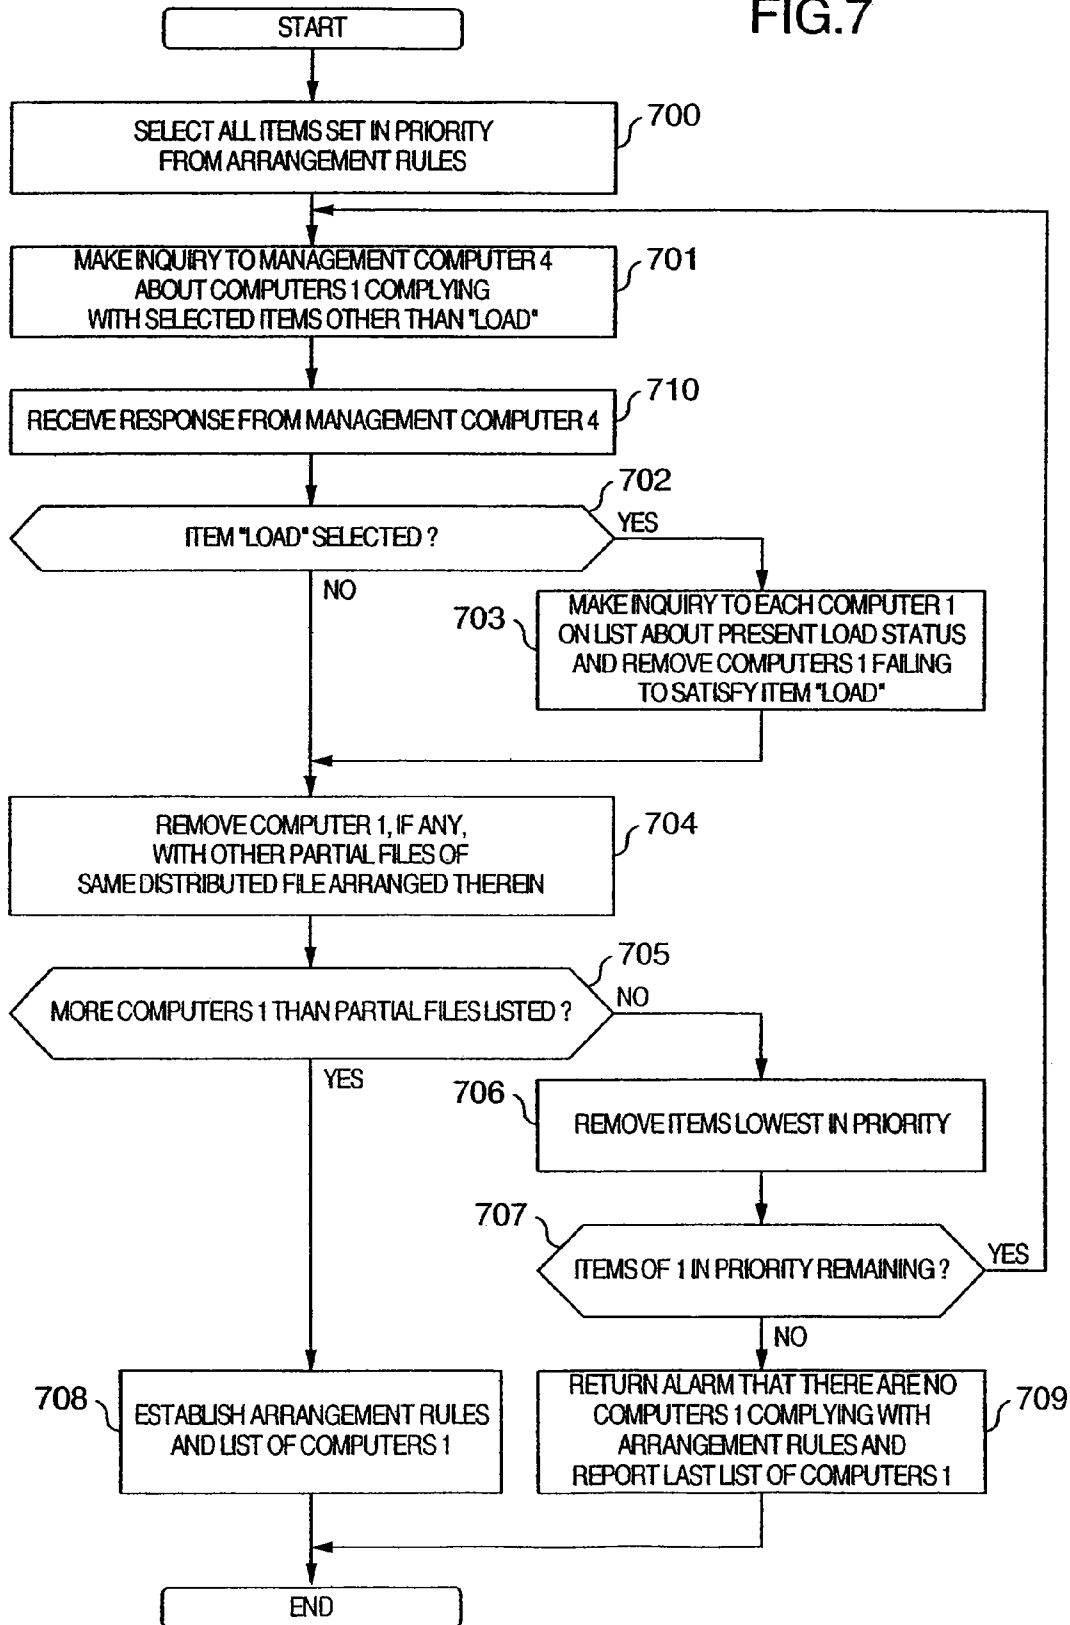 FIG.7
START
700
SELECT ALL ITEMS SET IN PRIORITY
FROM ARRANGEMENT RULES
701
MAKE INQUIRY TO MANAGEMENT COMPUTER 4
ABOUT COMPUTERS 1 COMPLYING
WITH SELECTED ITEMS OTHER THAN "LOAD"
710
RECEIVE RESPONSE FROM MANAGEMENT COMPUTER 4
702
ITEM "LOAD" SELECTED ?
YES
NO
703
MAKE INQUIRY TO EACH COMPUTER 1
ON LIST ABOUT PRESENT LOAD STATUS
AND REMOVE COMPUTERS 1 FAILING
TO SATISFY ITEM "LOAD"
704
REMOVE COMPUTER 1, IF ANY,
WITH OTHER PARTIAL FILES OF
SAME DISTRIBUTED FILE ARRANGED THEREIN
705
MORE COMPUTERS 1 THAN PARTIAL FILES LISTED ?
NO
YES
706
REMOVE ITEMS LOWEST IN PRIORITY
707
ITEMS OF 1 IN PRIORITY REMAINING ?
YES
NO
708
ESTABLISH ARRANGEMENT RULES
AND LIST OF COMPUTERS 1
709
RETURN ALARM THAT THERE ARE NO
COMPUTERS 1 COMPLYING WITH
ARRANGEMENT RULES AND
REPORT LAST LIST OF COMPUTERS 1
END